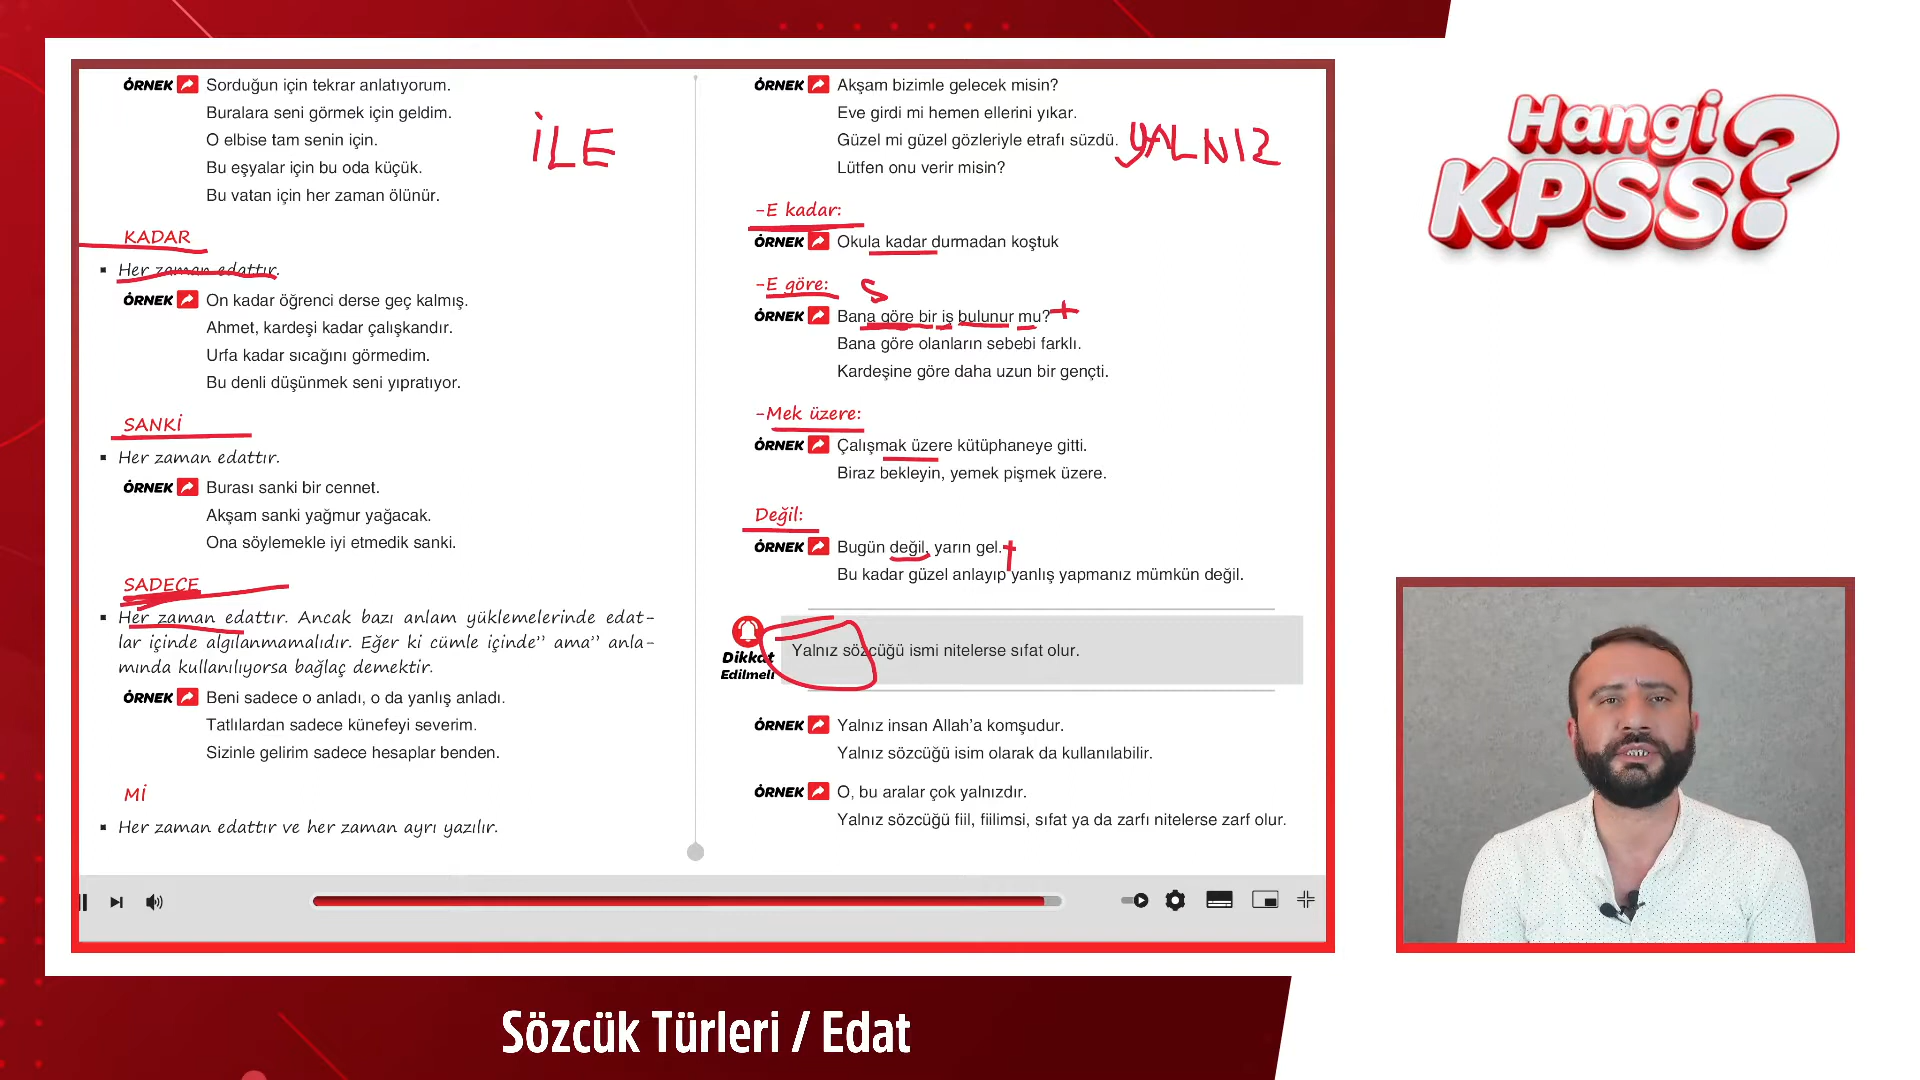 ÖRNEK Sorduğun için tekrar anlatıyorum.
Buralara seni görmek için geldim.
O elbise tam senin için.
Bu eşyalar için bu oda küçük.
Bu vatan için her zaman ölünür.
İLE
KADAR
▪ Her zaman edattır.
ÖRNEK On kadar öğrenci derse geç kalmış.
Ahmet, kardeşi kadar çalışkandır.
Urfa kadar sıcağını görmedim.
Bu denli düşünmek seni yıpratıyor.
SANKİ
▪ Her zaman edattır.
ÖRNEK Burası sanki bir cennet.
Akşam sanki yağmur yağacak.
Ona söylemekle iyi etmedik sanki.
SADECE
▪ Her zaman edattır. Ancak bazı anlam yüklemelerinde edat-
lar içinde algılanmamalıdır. Eğer ki cümle içinde” ama” anla-
mında kullanılıyorsa bağlaç demektir.
ÖRNEK Beni sadece o anladı, o da yanlış anladı.
Tatlılardan sadece künefeyi severim.
Sizinle gelirim sadece hesaplar benden.
Mİ
▪ Her zaman edattır ve her zaman ayrı yazılır.
ÖRNEK Akşam bizimle gelecek misin?
Eve girdi mi hemen ellerini yıkar.
Güzel mi güzel gözleriyle etrafı süzdü.
Lütfen onu verir misin?
YALNIZ
-E kadar:
ÖRNEK Okula kadar durmadan koştuk
-E göre: S
ÖRNEK Bana göre bir iş bulunur mu? +
Bana göre olanların sebebi farklı.
Kardeşine göre daha uzun bir gençti.
-Mek üzere:
ÖRNEK Çalışmak üzere kütüphaneye gitti.
Biraz bekleyin, yemek pişmek üzere.
Değil:
ÖRNEK Bugün değil, yarın gel. +
Bu kadar güzel anlayıp yanlış yapmanız mümkün değil.
Dikkat
Edilmeli
Yalnız sözcüğü ismi nitelerse sıfat olur.
ÖRNEK Yalnız insan Allah’a komşudur.
Yalnız sözcüğü isim olarak da kullanılabilir.
ÖRNEK O, bu aralar çok yalnızdır.
Yalnız sözcüğü fiil, fiilimsi, sıfat ya da zarfı nitelerse zarf olur.
Hangi
KPSS?
Sözcük Türleri / Edat